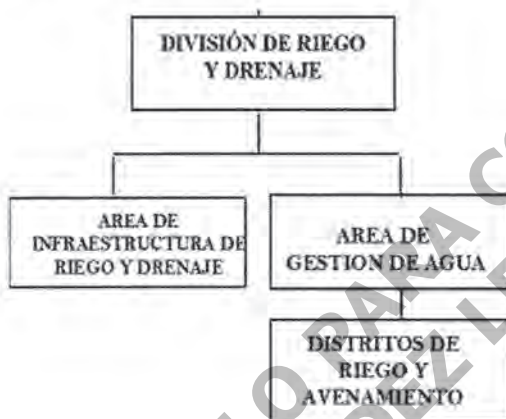 DIVISIÓN DE RIEGO
Y DRENAJE
AREA DE
INFRAESTRUCTURA DE
RIEGO Y DRENAJE
AREA DE
GESTION DE AGUA
DISTRITOS DE
RIEGO Y
AVENAMIENTO